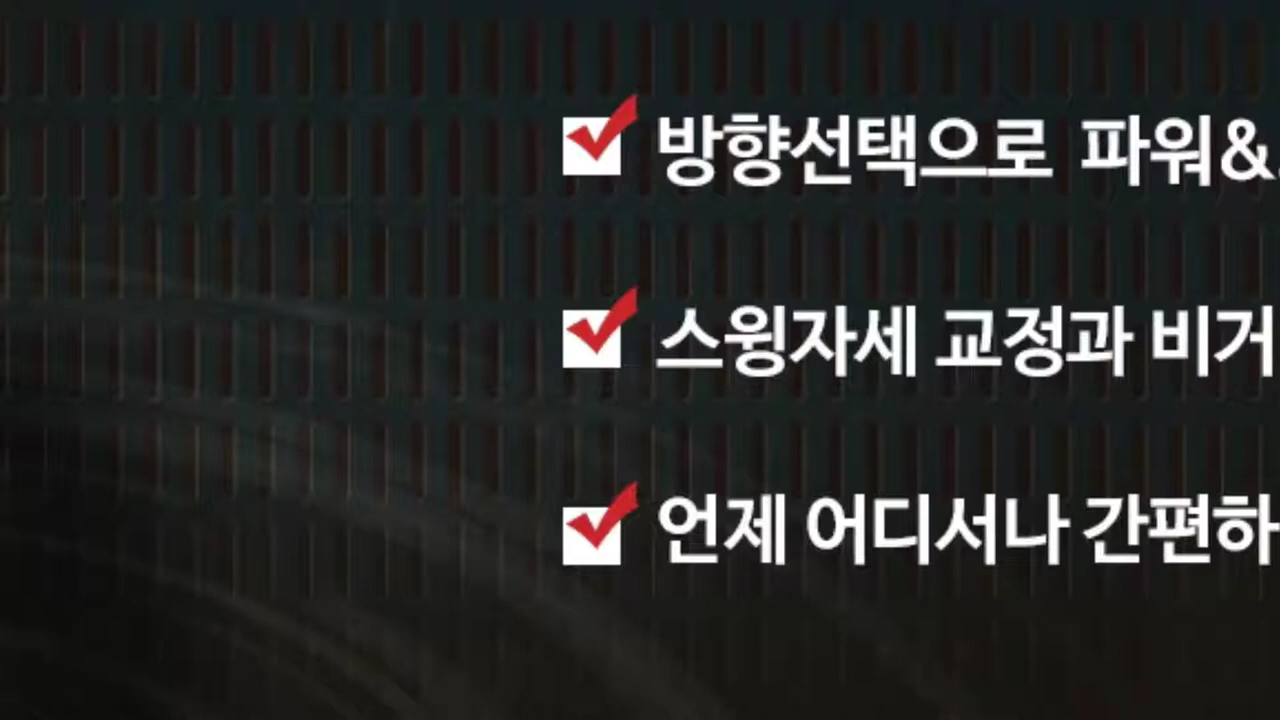 방향선택으로 파워&
스윙자세 교정과 비거
언제 어디서나 간편하